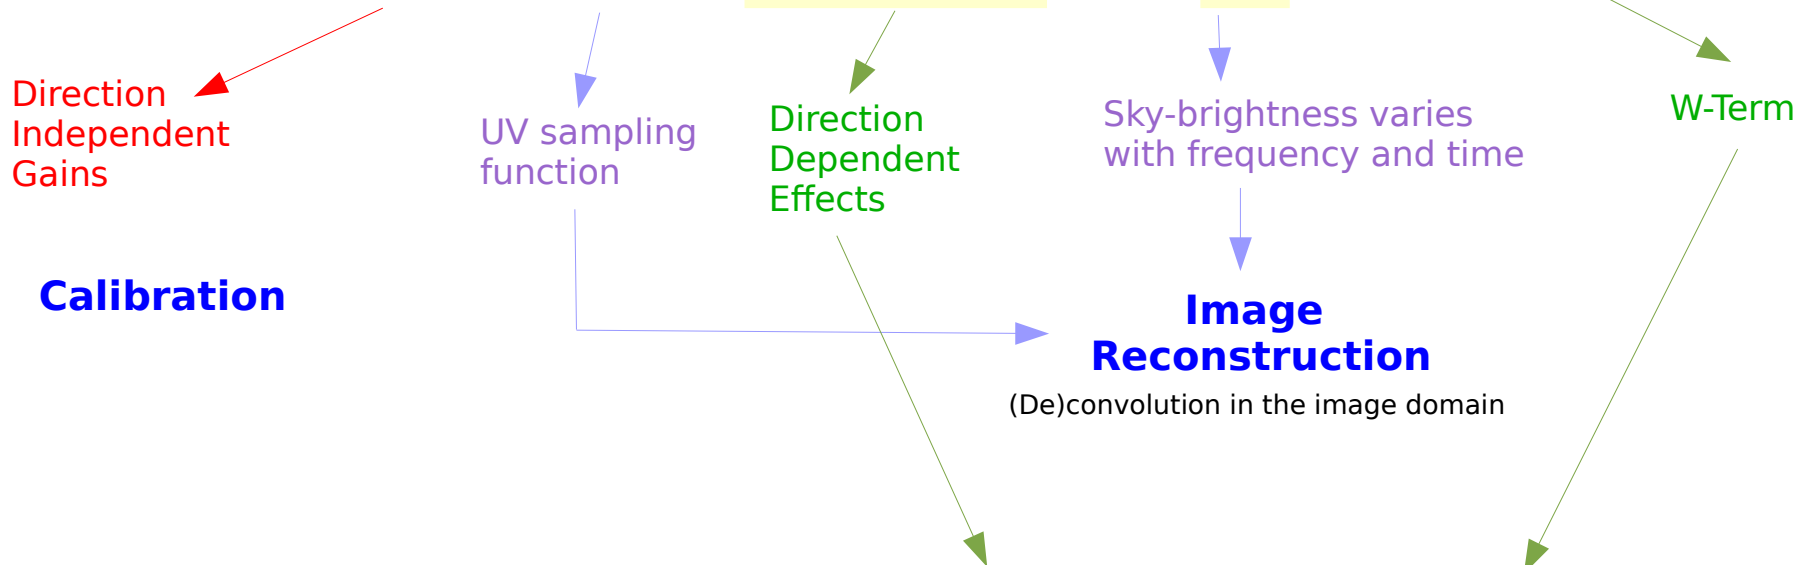 Direction
Independent
Gains
UV sampling
function
Direction
Dependent
Effects
Sky-brightness varies
with frequency and time
W-Term
Calibration
Image
Reconstruction
(De)convolution in the image domain